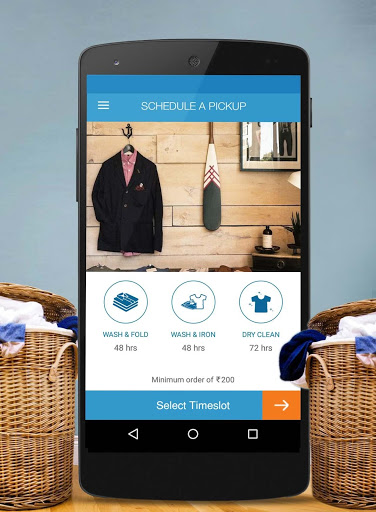 SCHEDULE A PICKUP
WASH & FOLD
48 hrs
WASH & IRON
48 hrs
DRY CLEAN
72 hrs
Minimum order of ₹200
Select Timeslot